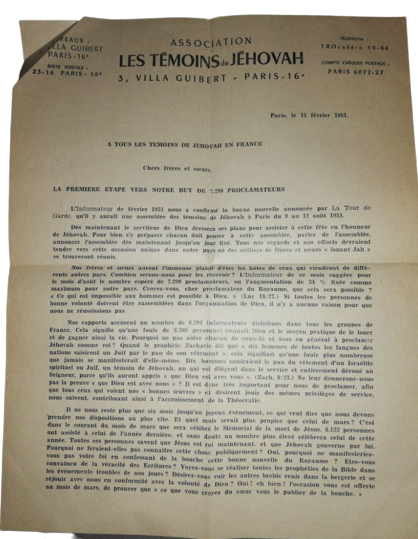 BUREAUX :
VILLA GUIBERT
PARIS-16e
BOITE POSTALE :
25-16 PARIS - 16e
ASSOCIATION
LES TÉMOINS de JÉHOVAH
3, VILLA GUIBERT - PARIS-16e
TÉLÉPHONE :
TROcadéro 10-64
COMPTE CHÈQUES POSTAUX :
PARIS 6072-27
Paris, le 15 février 1951.
A TOUS LES TEMOINS DE JEHOVAH EN FRANCE
Chers frères et sœurs,
LA PREMIERE ETAPE VERS NOTRE BUT DE 7.290 PROCLAMATEURS
L'Informateur de février 1951 nous a confirmé la bonne nouvelle annoncée par La Tour de
Garde, qu'il y aurait une assemblée des témoins de Jéhovah à Paris du 9 au 12 août 1951.
Dès maintenant le serviteur de Dieu dressera ses plans pour assister à cette fête en l'honneur
de Jéhovah. Pour bien s'y préparer chacun doit penser à cette assemblée, parler de l'assemblée,
annoncer l'assemblée dès maintenant jusqu'au jour fixé. Tous nos regards et nos efforts devraient
tendre vers cette occasion unique dans notre pays où des milliers de frères et sœurs « louant Jah »
se trouveront réunis.
Nos frères et sœurs auront l'immense plaisir d'être les hôtes de ceux qui viendront de diffé-
rents autres pays. Combien serons-nous pour les recevoir ? L'Informateur de ce mois suggère pour
le mois d'août le nombre espéré de 7.290 proclamateurs, ou l'augmentation de 34 % fixée comme
maximum pour notre pays. Croyez-vous, cher proclamateur du Royaume, que cela sera possible ?
« Ce qui est impossible aux hommes est possible à Dieu. » (Luc 18:27.) Si toutes les personnes de
bonne volonté doivent être rassemblées dans l'organisation de Dieu, il n'y a aucune raison pour que
nous ne réussissions pas.
Nos rapports accusent un nombre de informateurs distribués dans tous les groupes de
France. Cela signifie qu'une foule de personnes connaît bien et le moyen pratique de le louer
et de gagner ainsi la vie. Pourquoi ne pas aider chacun de ceux-là et tous en général à proclamer
Jéhovah comme roi ? Quand le prophète Zacharie dit que « dix hommes de toutes les langues des
nations saisiront un Juif par le pan de son vêtement », cela signifiait qu'une foule plus nombreuse
que jamais se manifesterait d'elle-même. Dix hommes saisiraient le pan du vêtement d'un Israélite
spirituel ou Juif, un témoin de Jéhovah, un qui est diligent dans le service et entièrement dévoué au
Seigneur, parce qu'ils auront appris « que Dieu est avec vous ». (Zach. 8:23.) Ne leur donnerons-nous
pas la preuve « que Dieu est avec nous » ? Il est donc très important pour nous de proclamer, afin
que tous ceux qui voient nos « bonnes œuvres » et désirent jouir des mêmes privilèges de service,
nous suivent, contribuant ainsi à l'accroissement de la Théocratie.
Il ne nous reste plus que six mois jusqu'au joyeux événement, ce qui veut dire que nous devons
prendre nos dispositions au plus vite. Et quel mois serait plus propice que celui de mars ? C'est
dans le courant du mois de mars que sera célébré le Mémorial de la mort de Jésus. 8.122 personnes
ont assisté à celui de l'année dernière, et sans doute un nombre plus élevé célébrera celui de cette
année. Toutes ces personnes savent que Jésus est roi maintenant, et que Jéhovah gouverne par lui.
Pourquoi ne feraient-elles pas connaître cette chose publiquement ? Oui, pourquoi ne manifesteriez-
vous pas votre foi en confessant de la bouche cette bonne nouvelle du Royaume ? Etes-vous
convaincu de la véracité des Ecritures ? Voyez-vous se réaliser toutes les prophéties de la Bible dans
les événements troublés de nos jours ? Désirez-vous voir les autres brebis venir dans la bergerie et se
réjouir avec nous en conformité avec la volonté de Dieu ? Oui ! eh bien ! l'occasion vous est offerte
au mois de mars, de prouver que « ce que vous croyez du cœur vous le publiez de la bouche. »